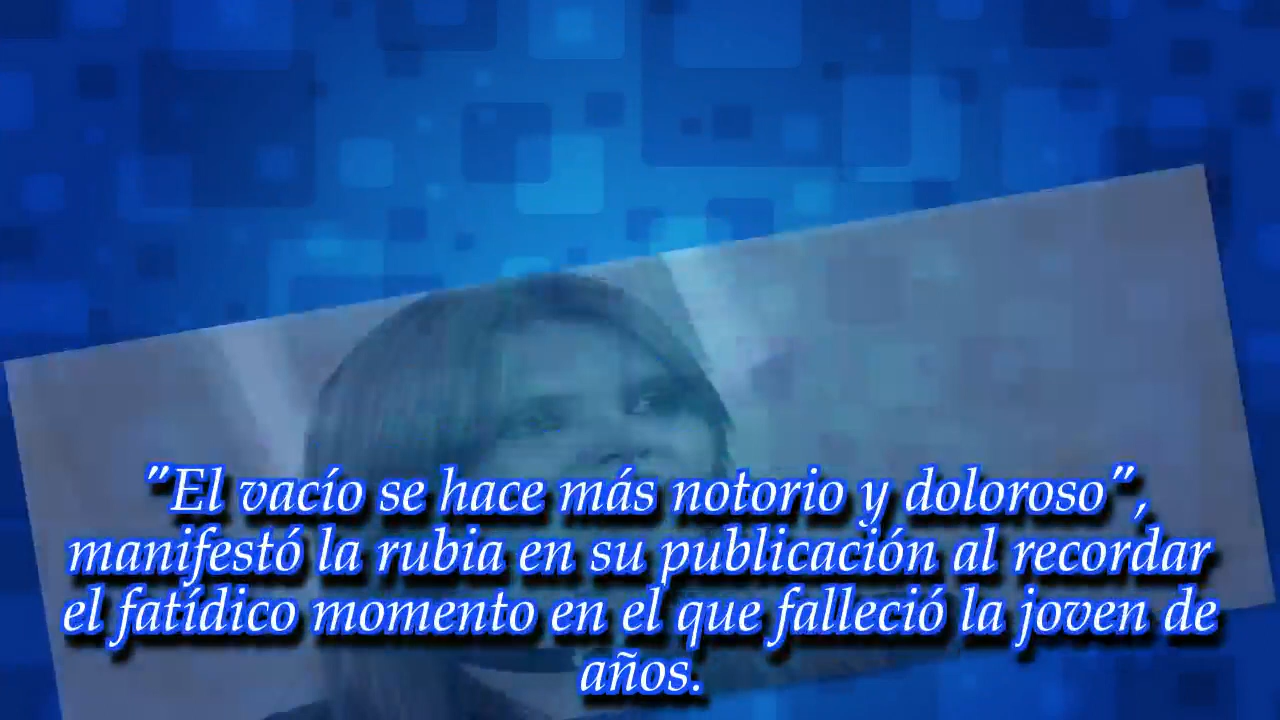 "El vacío se hace más notorio y doloroso",
manifestó la rubia en su publicación al recordar
el fatídico momento en el que falleció la joven de
años.